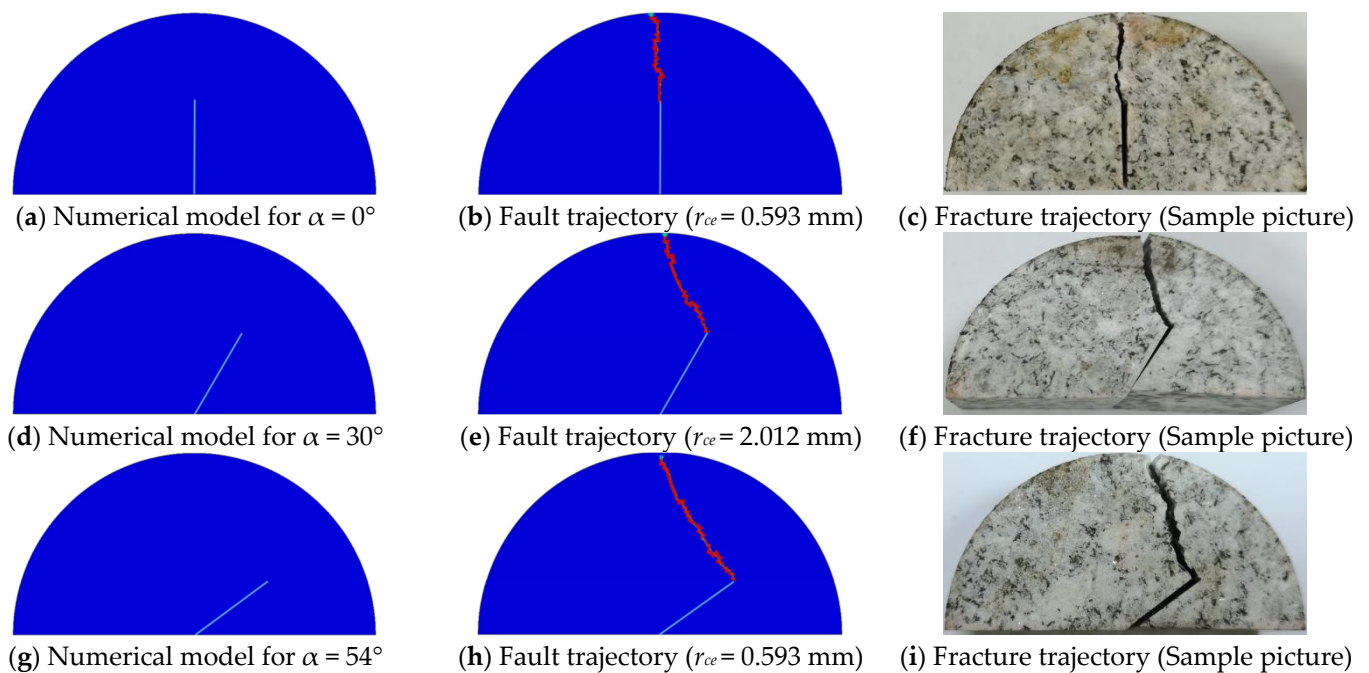 (a) Numerical model for α = 0°
(b) Fault trajectory (rce = 0.593 mm)
(c) Fracture trajectory (Sample picture)
(d) Numerical model for α = 30°
(e) Fault trajectory (rce = 2.012 mm)
(f) Fracture trajectory (Sample picture)
(g) Numerical model for α = 54°
(h) Fault trajectory (rce = 0.593 mm)
(i) Fracture trajectory (Sample picture)